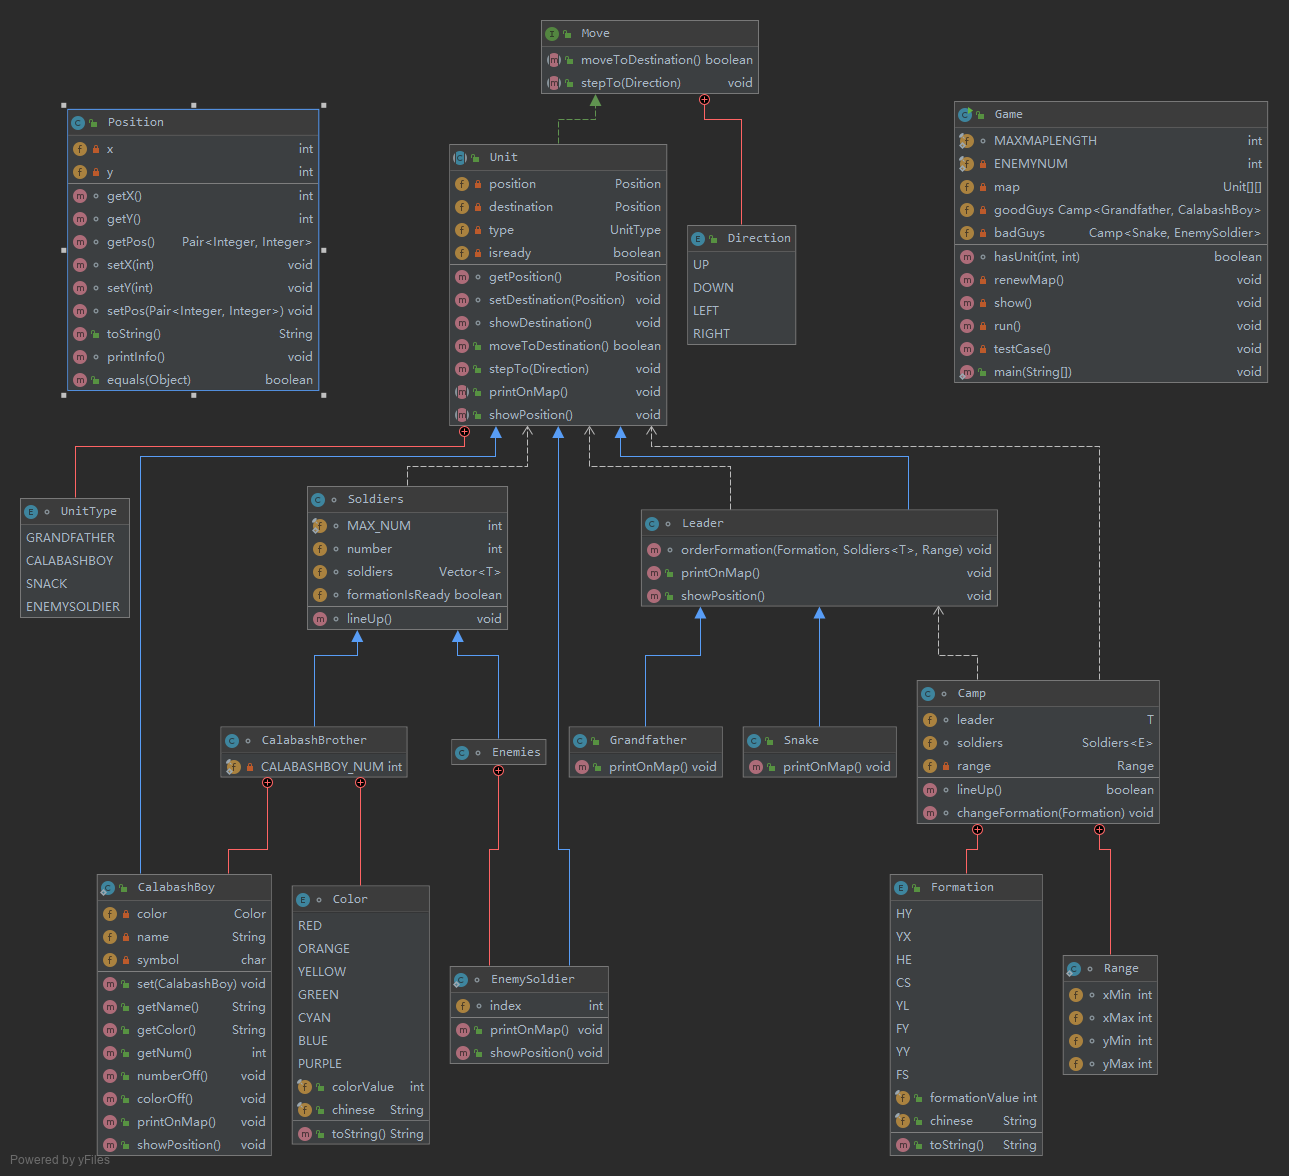 Move
moveToDestination() boolean
stepTo(Direction) void
Position
x int
y int
getX() int
getY() int
getPos() Pair<Integer, Integer>
setX(int) void
setY(int) void
setPos(Pair<Integer, Integer>) void
toString() String
printInfo() void
equals(Object) boolean
Game
MAXMAPLENGTH int
ENEMYNUM int
map Unit[][]
goodGuys Camp<Grandfather, CalabashBoy>
badGuys Camp<Snake, EnemySoldier>
hasUnit(int, int) boolean
renewMap() void
show() void
run() void
testCase() void
main(String[]) void
Unit
position Position
destination Position
type UnitType
isready boolean
getPosition() Position
setDestination(Position) void
showDestination() void
moveToDestination() boolean
stepTo(Direction) void
printOnMap() void
showPosition() void
Direction
UP
DOWN
LEFT
RIGHT
UnitType
GRANDFATHER
CALABASHBOY
SNACK
ENEMYSOLDIER
Soldiers
MAX_NUM int
number int
soldiers Vector<T>
formationIsReady boolean
lineUp() void
Leader
orderFormation(Formation, Soldiers<T>, Range) void
printOnMap() void
showPosition() void
Camp
leader T
soldiers Soldiers<E>
range Range
lineUp() boolean
changeFormation(Formation) void
CalabashBrother
CALABASHBOY_NUM int
Enemies
Grandfather
printOnMap() void
Snake
printOnMap() void
CalabashBoy
color Color
name String
symbol char
set(CalabashBoy) void
getName() String
getColor() String
getNum() int
numberOff() void
colorOff() void
printOnMap() void
showPosition() void
Color
RED
ORANGE
YELLOW
GREEN
CYAN
BLUE
PURPLE
colorValue int
chinese String
toString() String
EnemySoldier
index int
printOnMap() void
showPosition() void
Formation
HY
YX
HE
CS
YL
FY
YY
FS
formationValue int
chinese String
toString() String
Range
xMin int
xMax int
yMin int
yMax int
Powered by yFiles